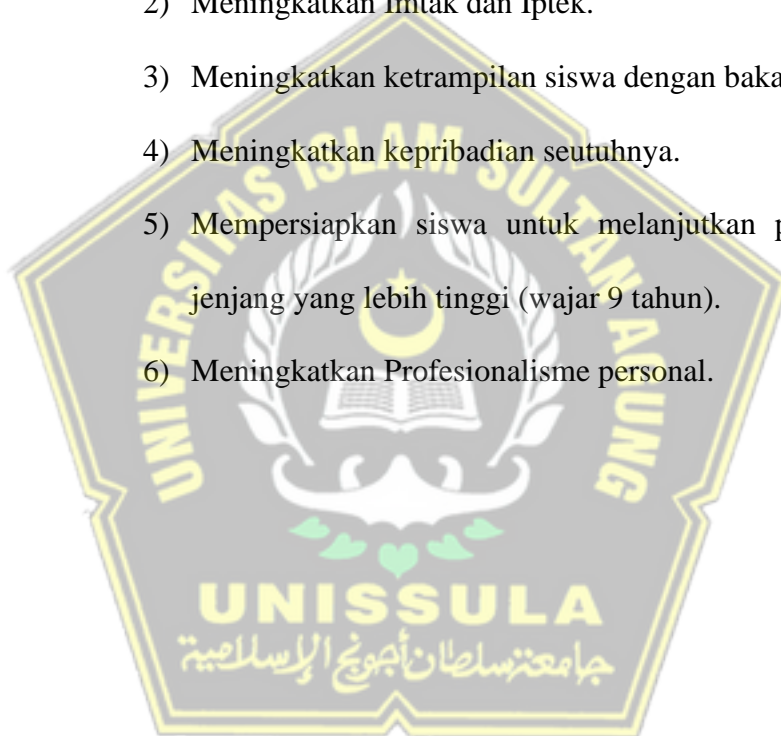 2) Meningkatkan Imtak dan Iptek.
3) Meningkatkan ketrampilan siswa dengan baka
4) Meningkatkan kepribadian seutuhnya.
5) Mempersiapkan siswa untuk melanjutkan p
jenjang yang lebih tinggi (wajar 9 tahun).
6) Meningkatkan Profesionalisme personal.
UNIVERSITAS ISLAM SULTAN AGUNG
UNISSULA
جامعة سلطان أجونج الإسلامية